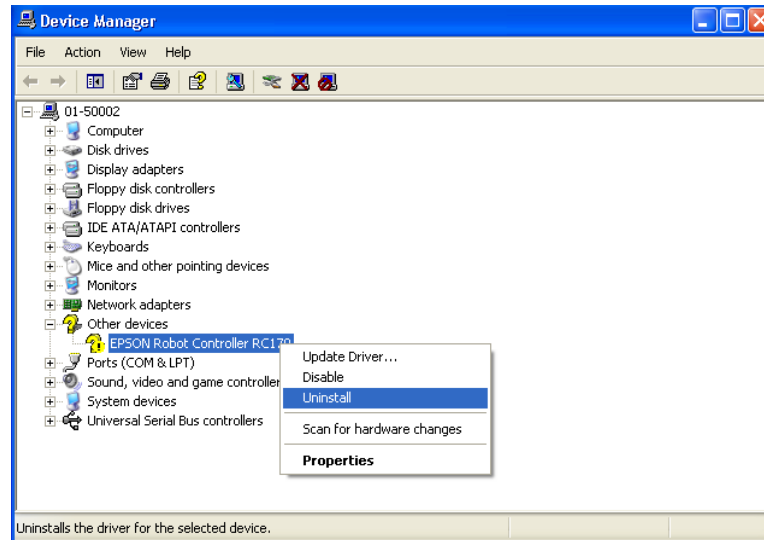 Device Manager
File Action View Help
01-50002
Computer
Disk drives
Display adapters
Floppy disk controllers
Floppy disk drives
IDE ATA/ATAPI controllers
Keyboards
Mice and other pointing devices
Monitors
Network adapters
Other devices
EPSON Robot Controller RC170
Ports (COM & LPT)
Sound, video and game controller
System devices
Universal Serial Bus controllers
Update Driver...
Disable
Uninstall
Scan for hardware changes
Properties
Uninstalls the driver for the selected device.